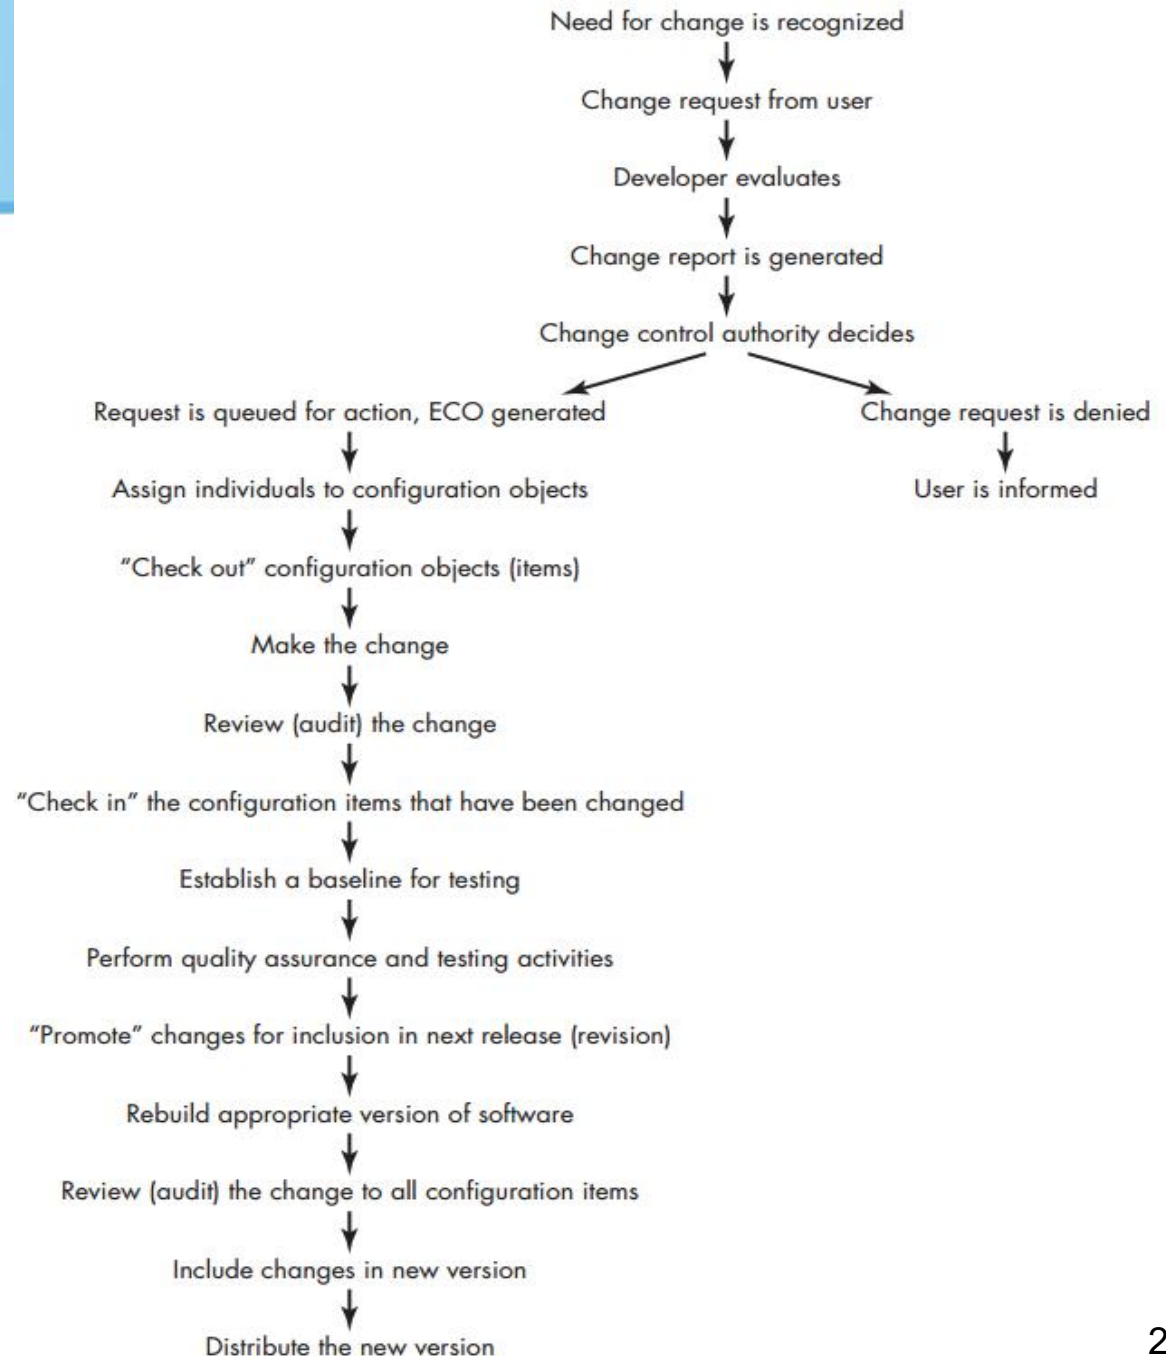 Need for change is recognized
Change request from user
Developer evaluates
Change report is generated
Change control authority decides
Request is queued for action, ECO generated
Change request is denied
Assign individuals to configuration objects
User is informed
“Check out” configuration objects (items)
Make the change
Review (audit) the change
“Check in” the configuration items that have been changed
Establish a baseline for testing
Perform quality assurance and testing activities
“Promote” changes for inclusion in next release (revision)
Rebuild appropriate version of software
Review (audit) the change to all configuration items
Include changes in new version
Distribute the new version
2